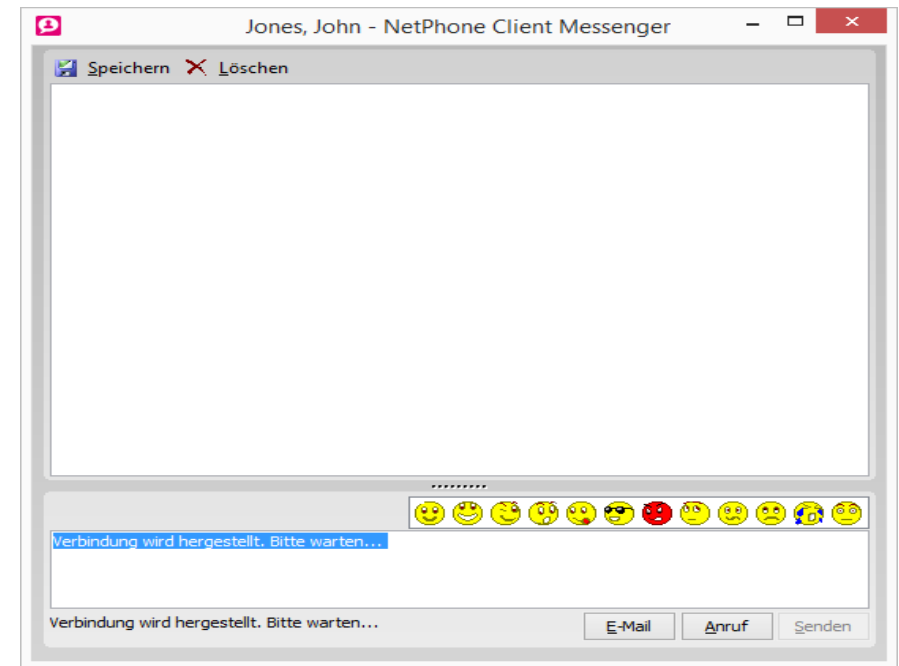 Jones, John - NetPhone Client Messenger
Speichern Löschen
Verbindung wird hergestellt. Bitte warten...
Verbindung wird hergestellt. Bitte warten...
E-Mail Anruf Senden